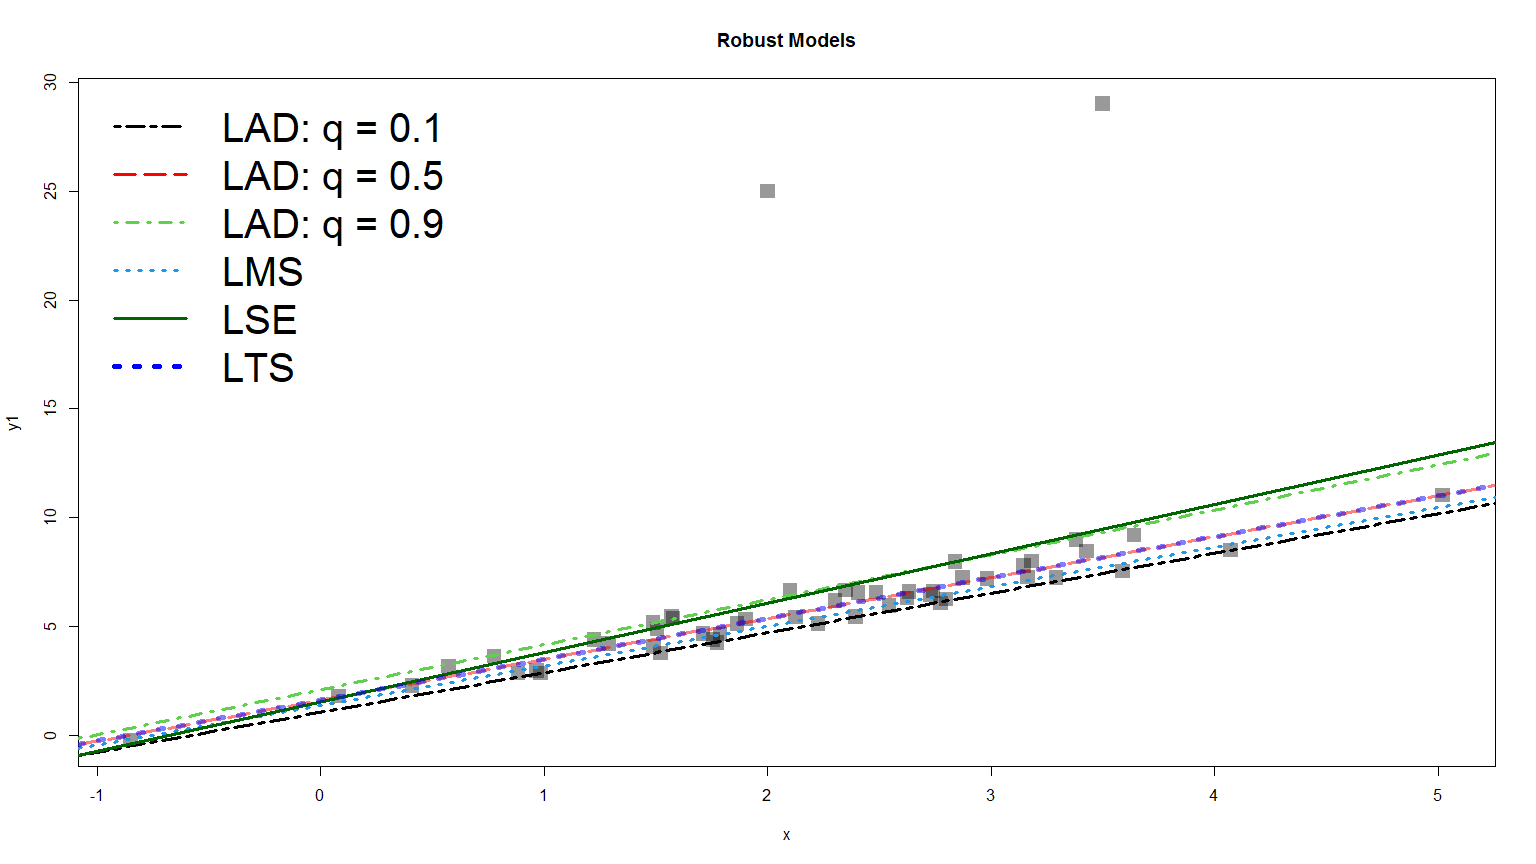 Robust Models
30
25
20
15
10
5
0
y1
LAD: q = 0.1
LAD: q = 0.5
LAD: q = 0.9
LMS
LSE
LTS
-1 0 1 2 3 4 5
x